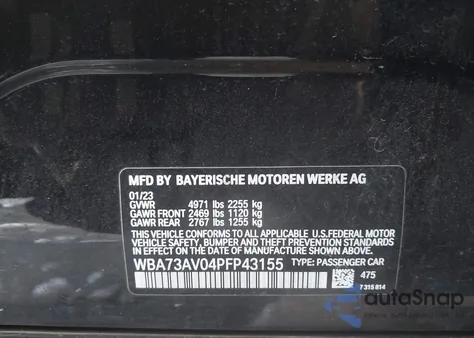 MFD BY BAYERISCHE MOTOREN WERKE AG
01/23
GVWR 4971 lbs 2255 kg
GAWR FRONT 2469 lbs 1120 kg
GAWR REAR 2767 lbs 1255 kg
THIS VEHICLE CONFORMS TO ALL APPLICABLE U.S.FEDERAL MOTOR
VEHICLE SAFETY, BUMPER AND THEFT PREVENTION STANDARDS
IN EFFECT ON THE DATE OF MANUFACTURE SHOWN ABOVE.
WBA73AV04PFP43155 TYPE: PASSENGER CAR
475
7315814
autoSnap